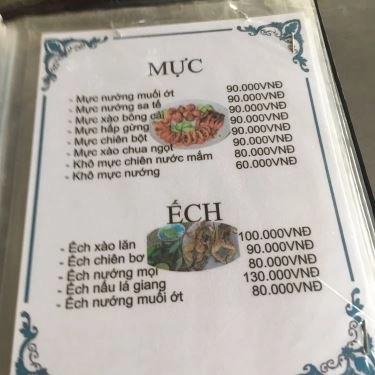 MỰC
- Mực nướng muối ớt 90.000VNĐ
- Mực nướng sa tế 90.000VNĐ
- Mực xào bông cải 90.000VNĐ
- Mực hấp gừng 90.000VNĐ
- Mực chiên bột 90.000VNĐ
- Mực xào chua ngọt 90.000VNĐ
- Khô mực chiên nước mắm 80.000VNĐ
- Khô mực nướng 60.000VNĐ
ẾCH
- Ếch xào lăn 100.000VNĐ
- Ếch chiên bơ 90.000VNĐ
- Ếch nướng mọi 80.000VNĐ
- Ếch nấu lá giang 130.000VNĐ
- Ếch nướng muối ớt 80.000VNĐ